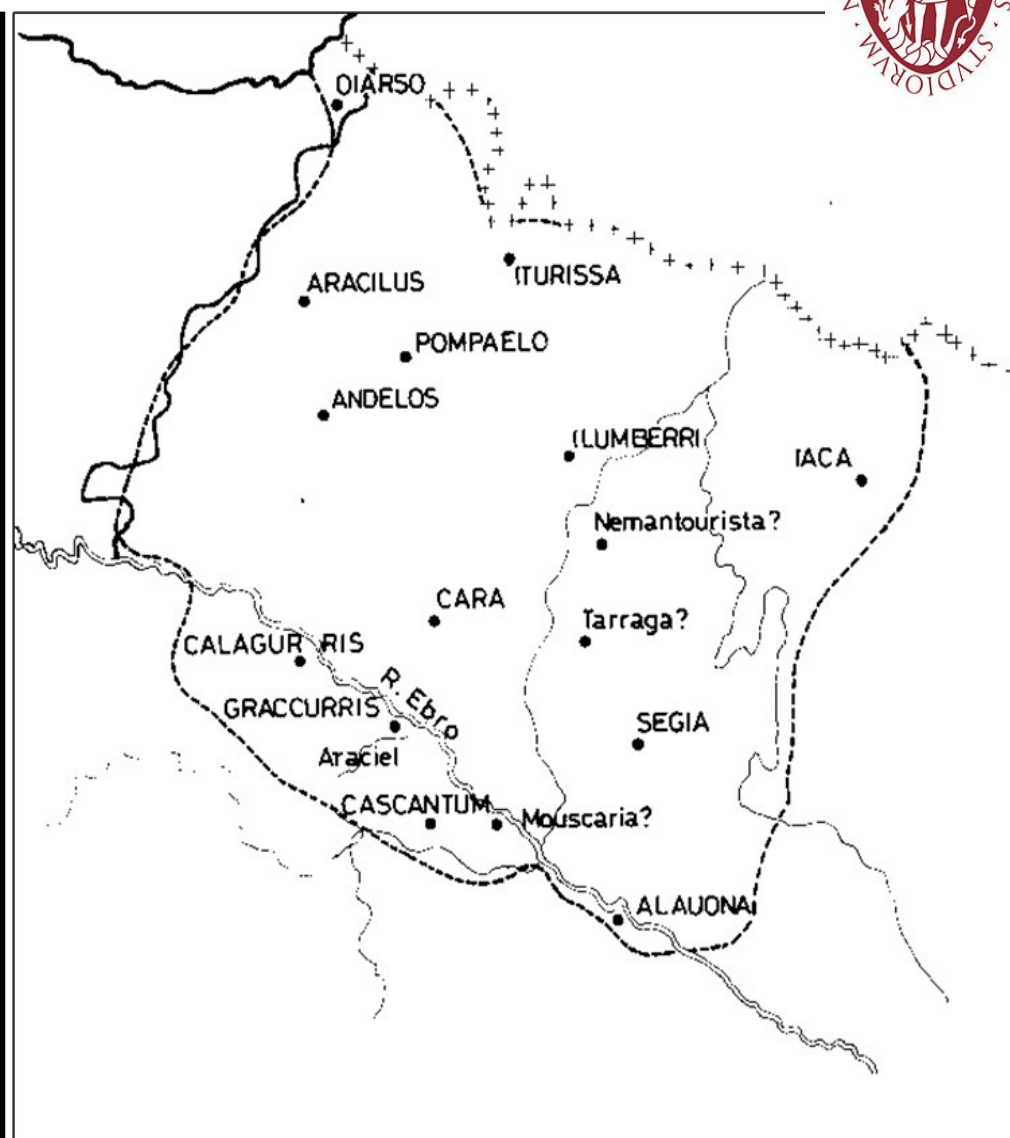 S · STVDIORVM · M
OIARSO
ITURISSA
ARACILUS
POMPAELO
ANDELOS
ILUMBERRI
IACA
Nemantourista?
CARA
Tarraga?
CALAGUR RIS
R. Ebro
GRACCURRIS
SEGIA
Araciel
CASCANTUM
Mouscaria?
ALAUONA